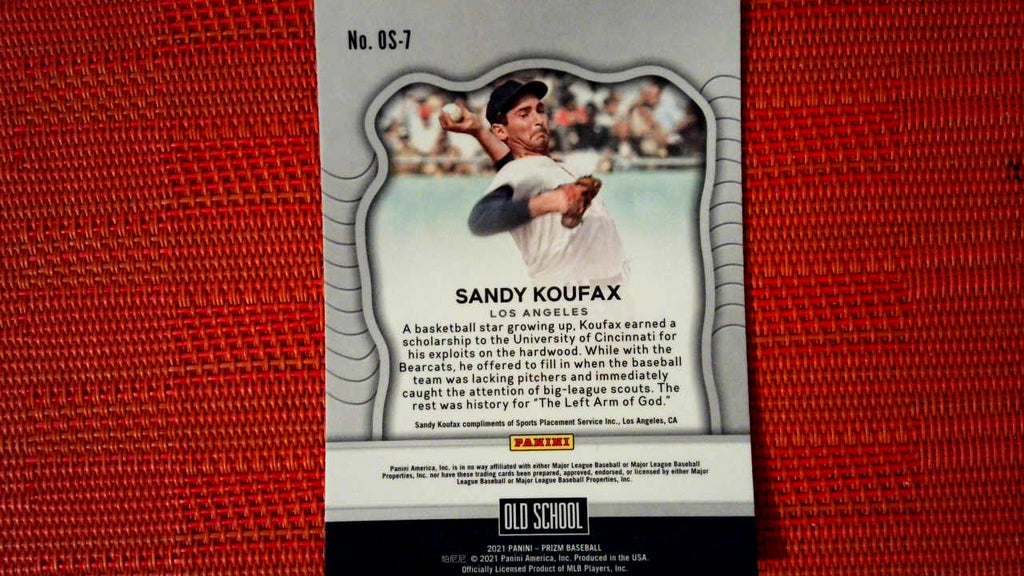 No. OS-7
SANDY KOUFAX
LOS ANGELES
A basketball star growing up, Koufax earned a
scholarship to the University of Cincinnati for
his exploits on the hardwood. While with the
Bearcats, he offered to fill in when the baseball
team was lacking pitchers and immediately
caught the attention of big-league scouts. The
rest was history for "The Left Arm of God."
Sandy Koufax compliments of Sports Placement Service Inc., Los Angeles, CA
PANINI
Panini America, Inc. is in no way affiliated with either Major League Baseball or Major League Baseball
Properties, Inc. nor have these trading cards been prepared, approved, endorsed, or licensed by either Major
League Baseball or Major League Baseball Properties, Inc.
OLD SCHOOL
2021 PANINI – PRIZM BASEBALL
帕尼尼 © 2021 Panini America, Inc. Produced in the USA.
Officially Licensed Product of MLB Players, Inc.